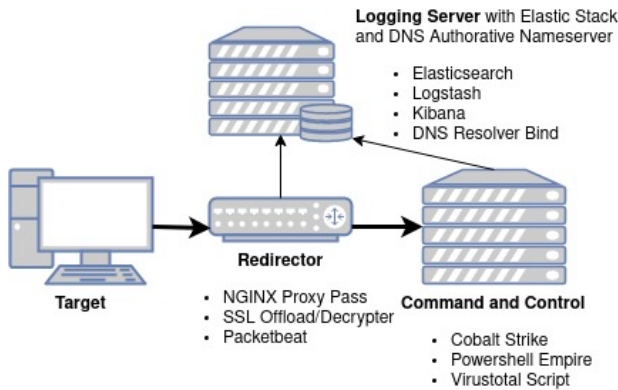 Logging Server with Elastic Stack
and DNS Authorative Nameserver
• Elasticsearch
• Logstash
• Kibana
• DNS Resolver Bind
Target
Redirector
• NGINX Proxy Pass
• SSL Offload/Decrypter
• Packetbeat
Command and Control
• Cobalt Strike
• Powershell Empire
• Virustotal Script